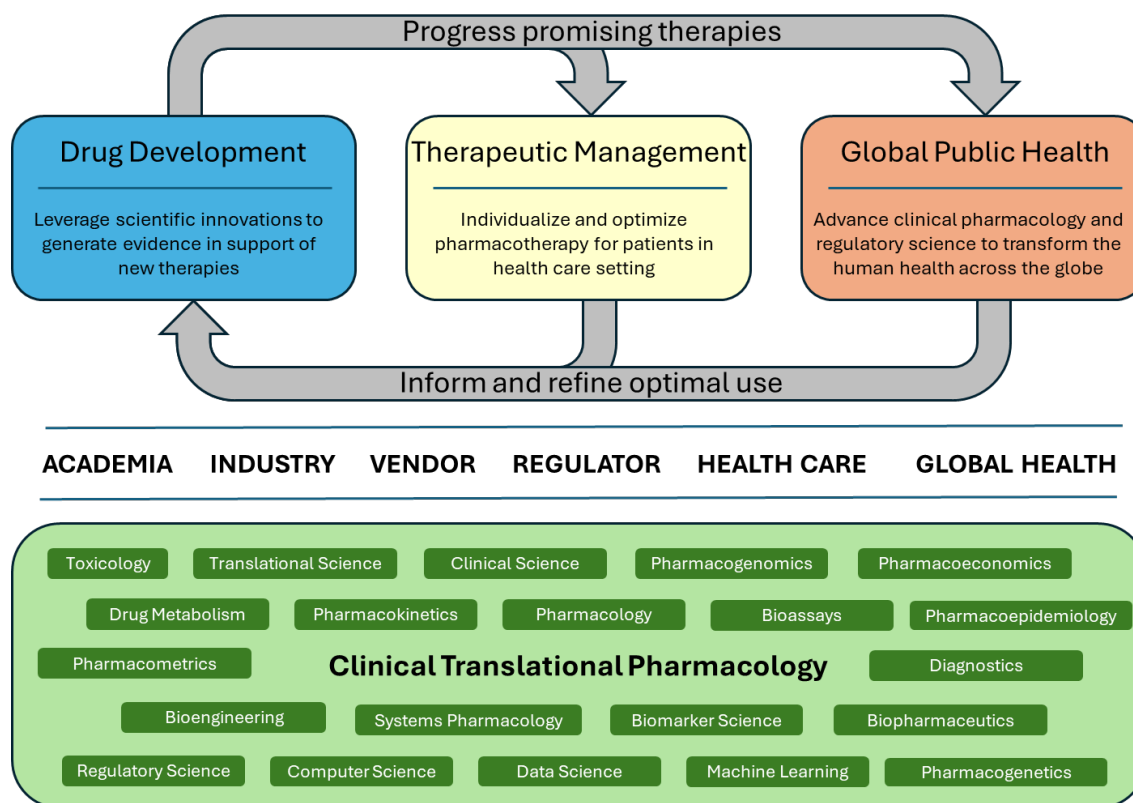 Progress promising therapies
Drug Development
Leverage scientific innovations to
generate evidence in support of
new therapies
Therapeutic Management
Individualize and optimize
pharmacotherapy for patients in
health care setting
Global Public Health
Advance clinical pharmacology and
regulatory science to transform the
human health across the globe
Inform and refine optimal use
ACADEMIA INDUSTRY VENDOR REGULATOR HEALTH CARE GLOBAL HEALTH
Toxicology Translational Science Clinical Science Pharmacogenomics Pharmacoeconomics
Drug Metabolism Pharmacokinetics Pharmacology Bioassays Pharmacoepidemiology
Pharmacometrics Clinical Translational Pharmacology Diagnostics
Bioengineering Systems Pharmacology Biomarker Science Biopharmaceutics
Regulatory Science Computer Science Data Science Machine Learning Pharmacogenetics